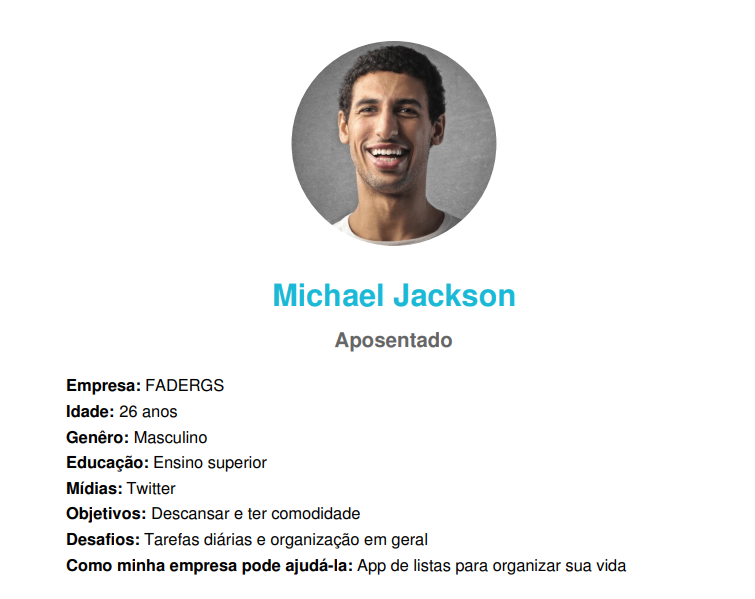 Michael Jackson
Aposentado
Empresa: FADERGS
Idade: 26 anos
Genêro: Masculino
Educação: Ensino superior
Mídias: Twitter
Objetivos: Descansar e ter comodidade
Desafios: Tarefas diárias e organização em geral
Como minha empresa pode ajudá-la: App de listas para organizar sua vida